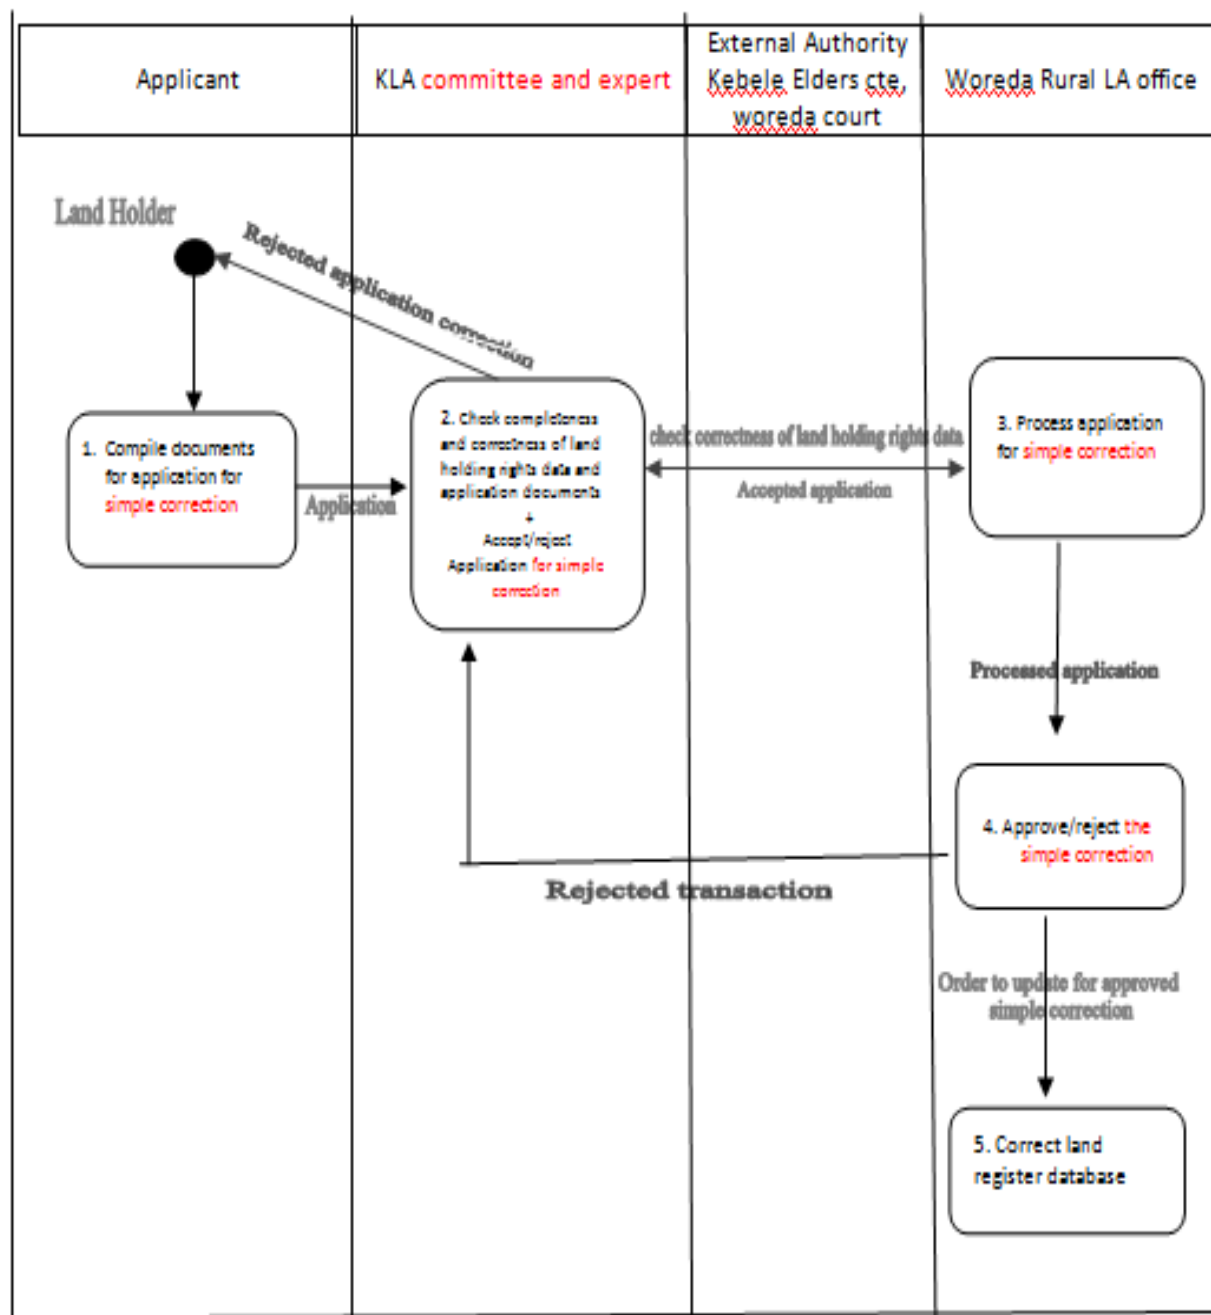 Applicant
KLA committee and expert
External Authority
Kebele Elders cte,
woreda court
Woreda Rural LA office
Land Holder
Rejected application correction
1. Compile documents
for application for
simple correction
Application
2. Check completeness
and correctness of land
holding rights data and
application documents
+
Accept/reject
Application for simple
correction
check correctness of land holding rights data
Accepted application
3. Process application
for simple correction
Processed application
4. Approve/reject the
simple correction
Rejected transaction
Order to update for approved
simple correction
5. Correct land
register database